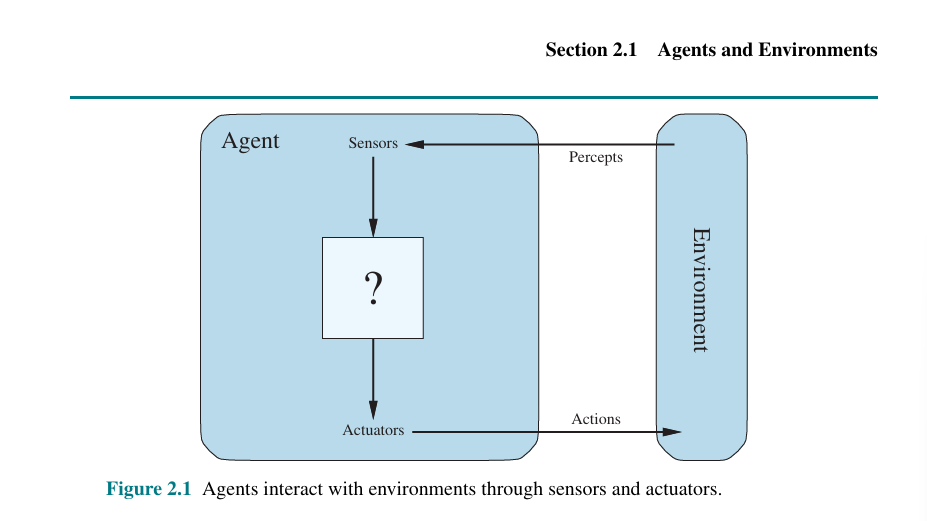 Section 2.1 Agents and Environments
Agent
Sensors
Percepts
?
Environment
Actions
Actuators
Figure 2.1 Agents interact with environments through sensors and actuators.